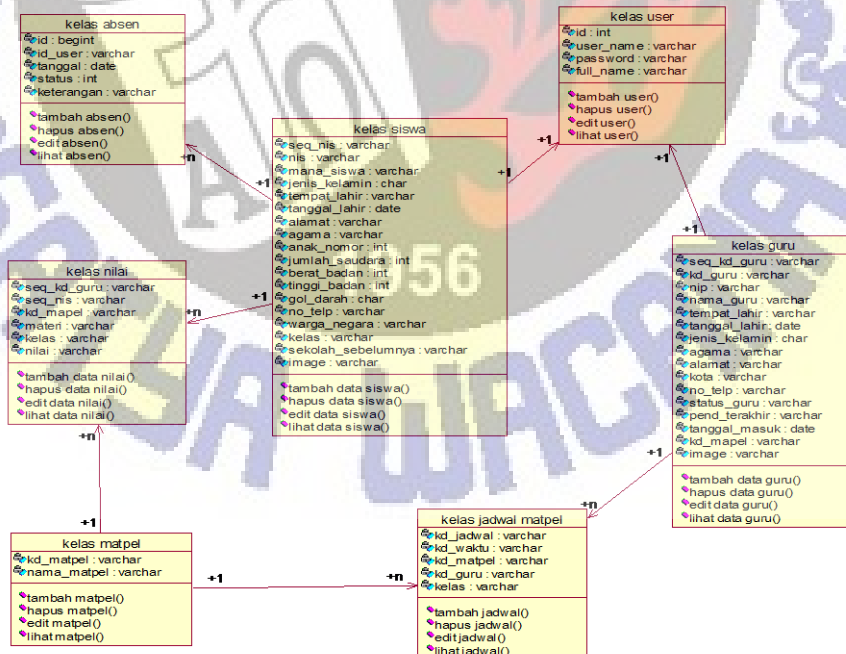 kelas absen
id : begint
id_user : varchar
tanggal : date
status : int
keterangan : varchar
tambah absen()
hapus absen()
edit absen()
lihat absen()
+n
kelas user
id : int
user_name : varchar
password : varchar
full_name : varchar
tambah user()
hapus user()
edit user()
lihat user()
+1
+1
kelas siswa
seq_nis : varchar
nis : varchar
mana_siswa : varchar
jenis_kelamin : char
tempat_lahir : varchar
tanggal_lahir : date
alamat : varchar
agama : varchar
anak_nomor : int
jumlah_saudara : int
berat_badan : int
tinggi_badan : int
gol_darah : char
no_telp : varchar
warga_negara : varchar
kelas : varchar
sekolah_sebelumnya : varchar
image : varchar
tambah data siswa()
hapus data siswa()
edit data siswa()
lihat data siswa()
+1
+1
+1
kelas guru
seq_kd_guru : varchar
kd_guru : varchar
nip : varchar
nama_guru : varchar
tempat_lahir : varchar
tanggal_lahir : date
jenis_kelamin : char
agama : varchar
alamat : varchar
kota : varchar
no_telp : varchar
status_guru : varchar
pend_terakhir : varchar
tanggal_masuk : date
kd_mapel : varchar
image : varchar
tambah data guru()
hapus data guru()
edit data guru()
lihat data guru()
+1
+1
kelas nilai
seq_kd_guru : varchar
seq_nis : varchar
kd_mapel : varchar
materi : varchar
kelas : varchar
nilai : varchar
tambah data nilai()
hapus data nilai()
edit data nilai()
lihat data nilai()
+n
+n
kelas matpel
kd_matpel : varchar
nama_matpel : varchar
tambah matpel()
hapus matpel()
edit matpel()
lihat matpel()
+1
+1
kelas jadwal matpel
kd_jadwal : varchar
kd_waktu : varchar
kd_matpel : varchar
kd_guru : varchar
kelas : varchar
tambah jadwal()
hapus jadwal()
edit jadwal()
lihat jadwal()
+n
+n
956
WACANA